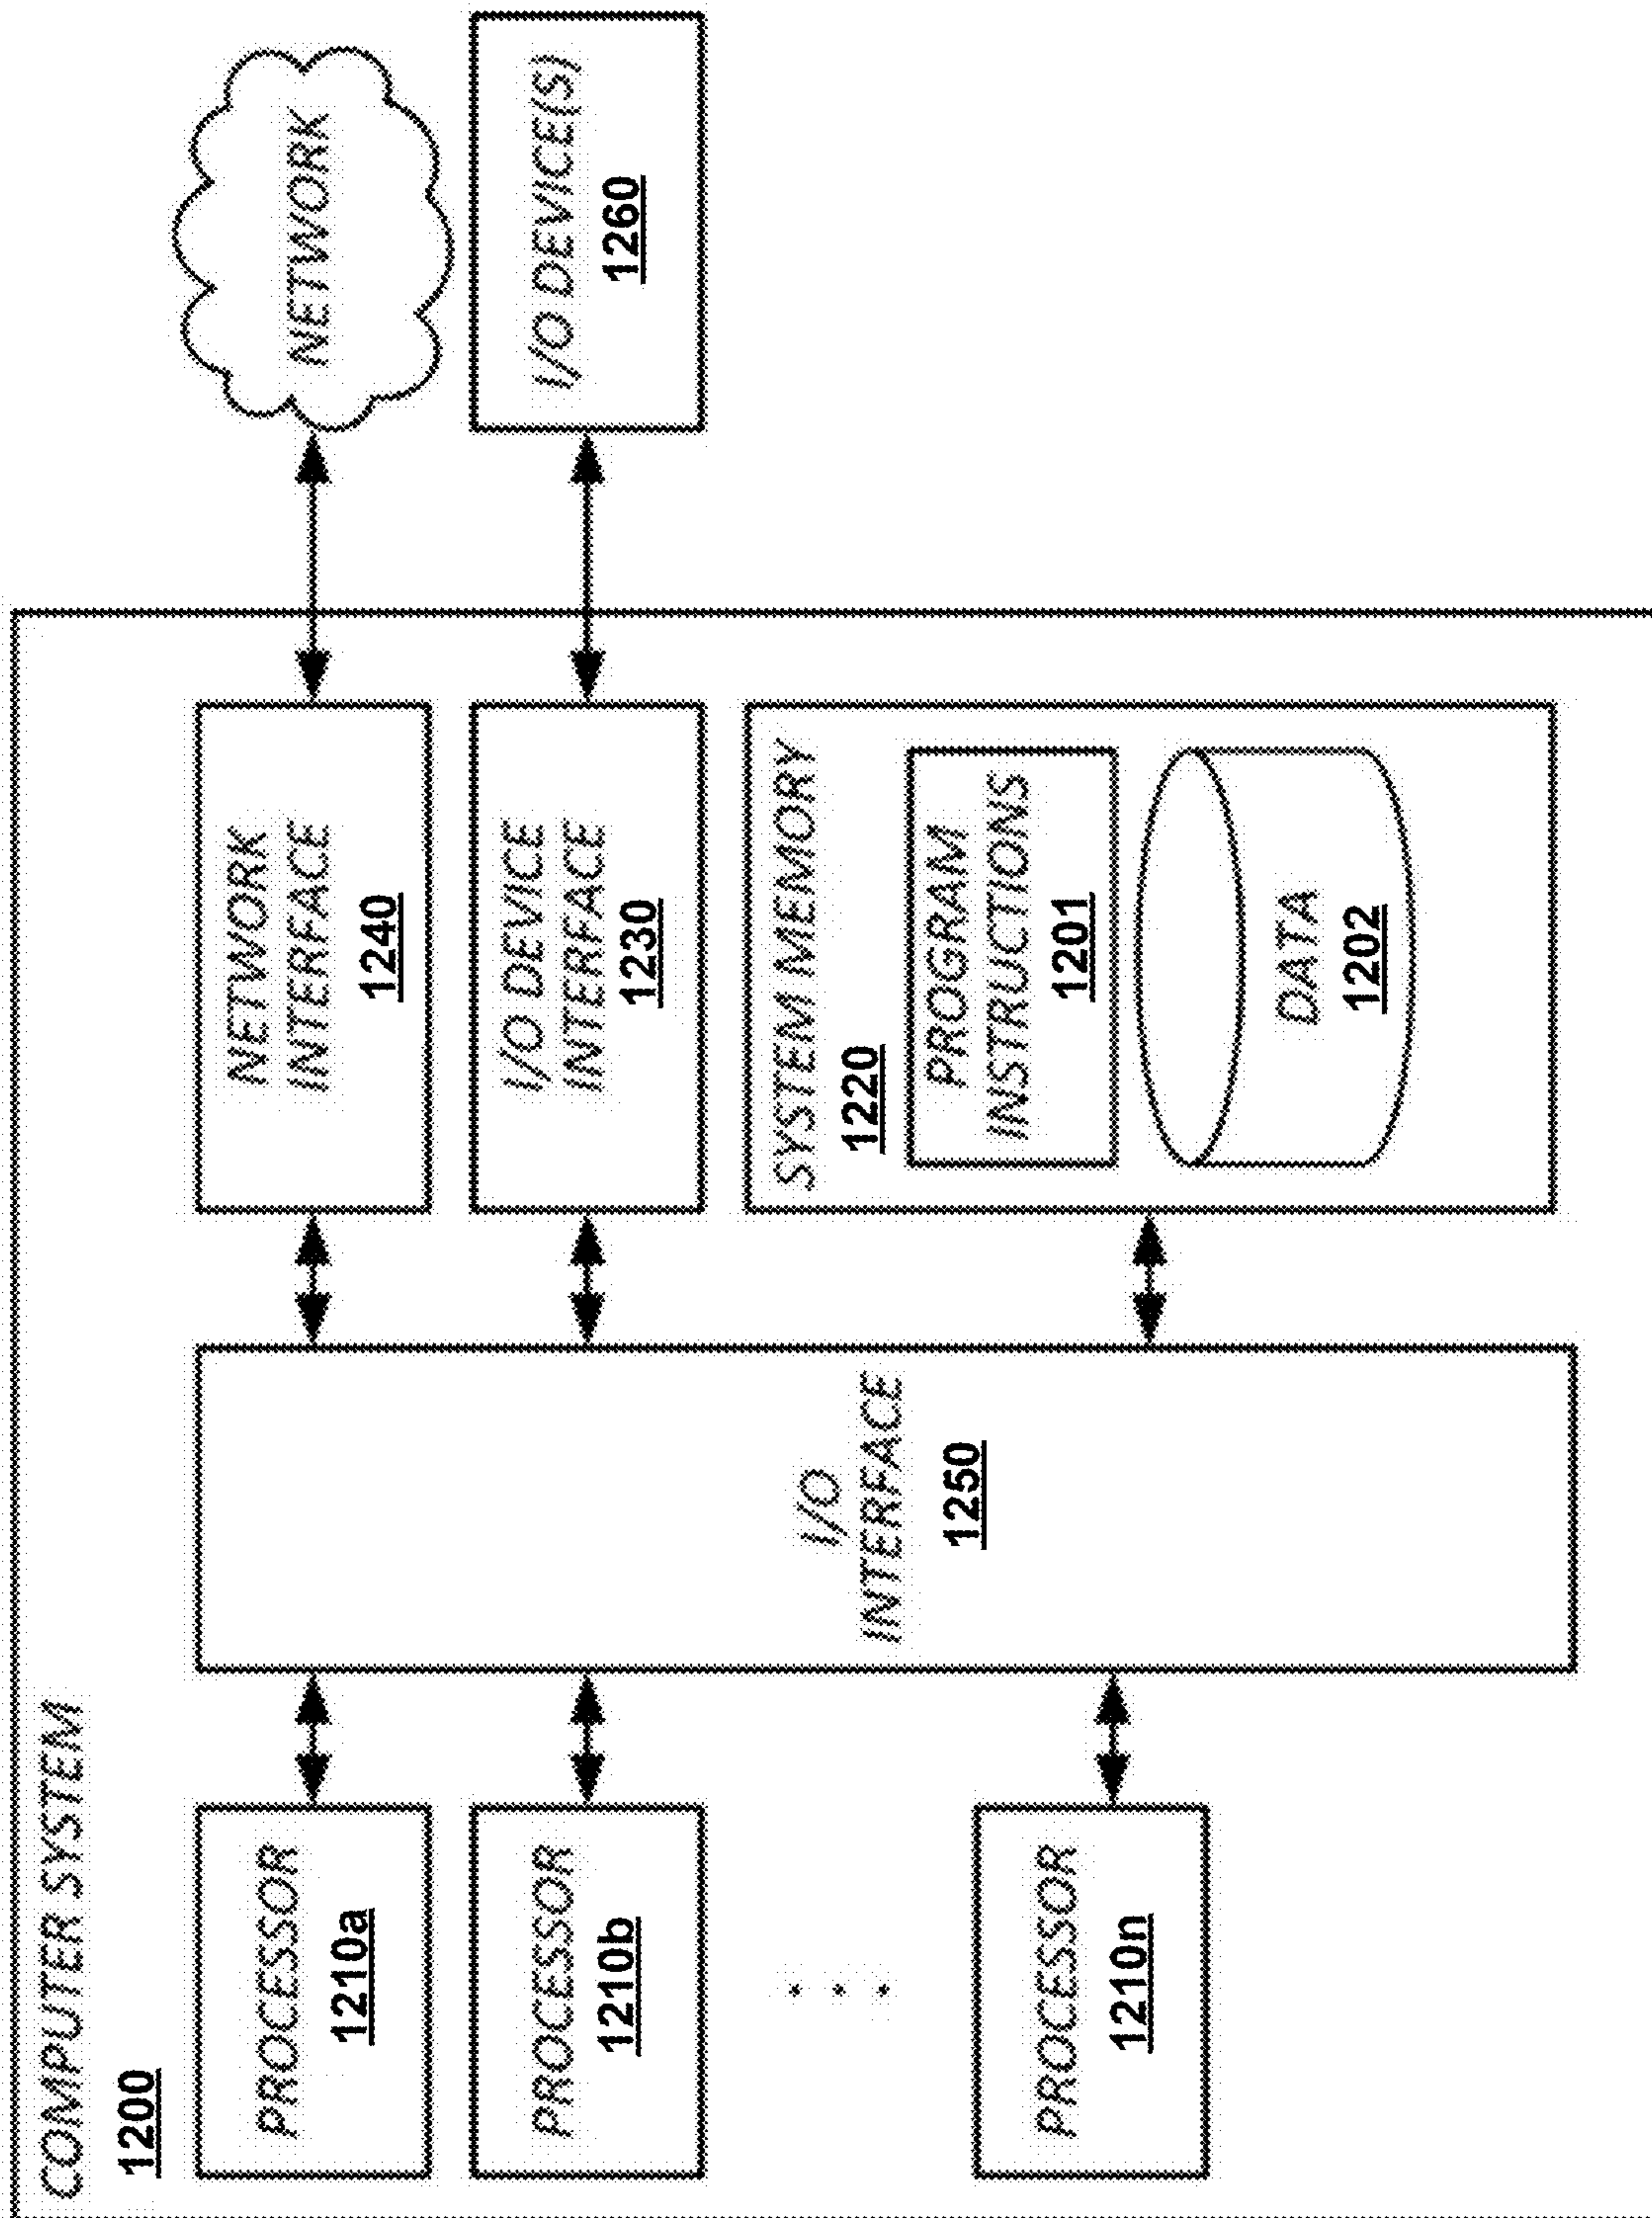 COMPUTER SYSTEM
1200
PROCESSOR
1210a
PROCESSOR
1210b
PROCESSOR
1210n
I/O
INTERFACE
1250
NETWORK
INTERFACE
1240
I/O DEVICE
INTERFACE
1230
SYSTEM MEMORY
1220
PROGRAM
INSTRUCTIONS
1201
DATA
1202
NETWORK
I/O DEVICE(S)
1260